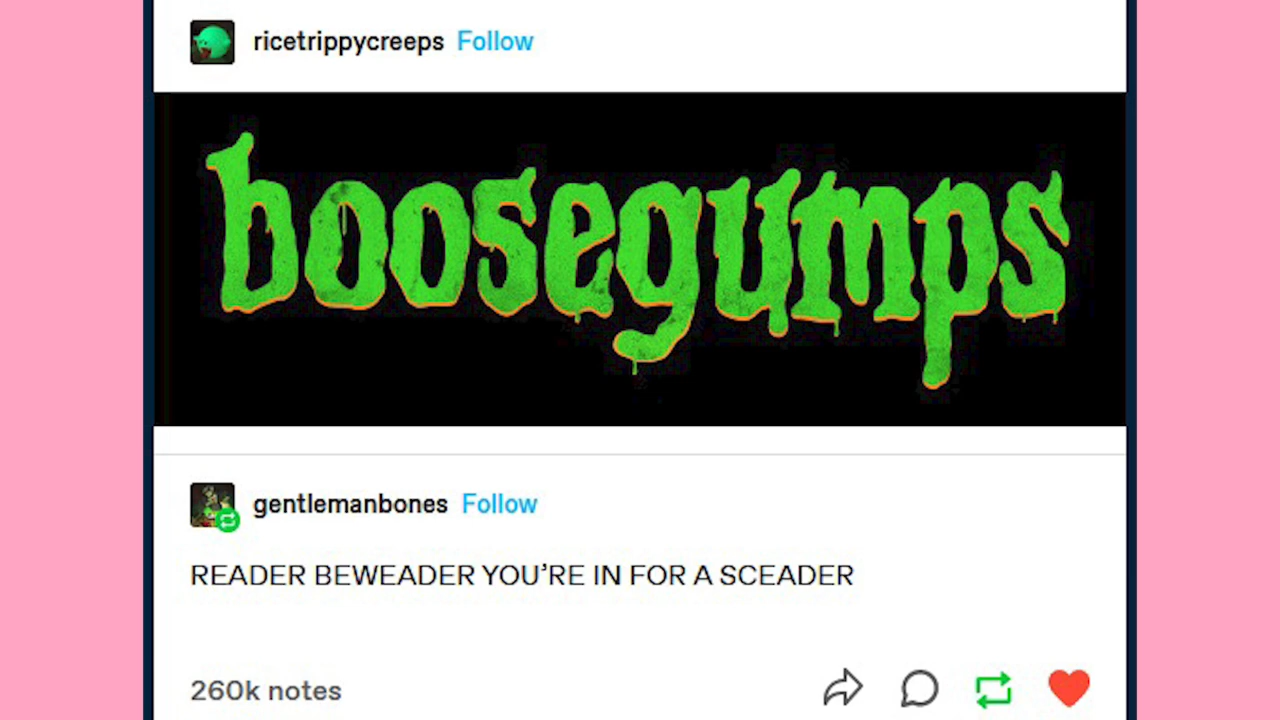 ricetrippycreeps Follow
boosegumps
gentlemanbones Follow
READER BEWEADER YOU’RE IN FOR A SCEADER
260k notes